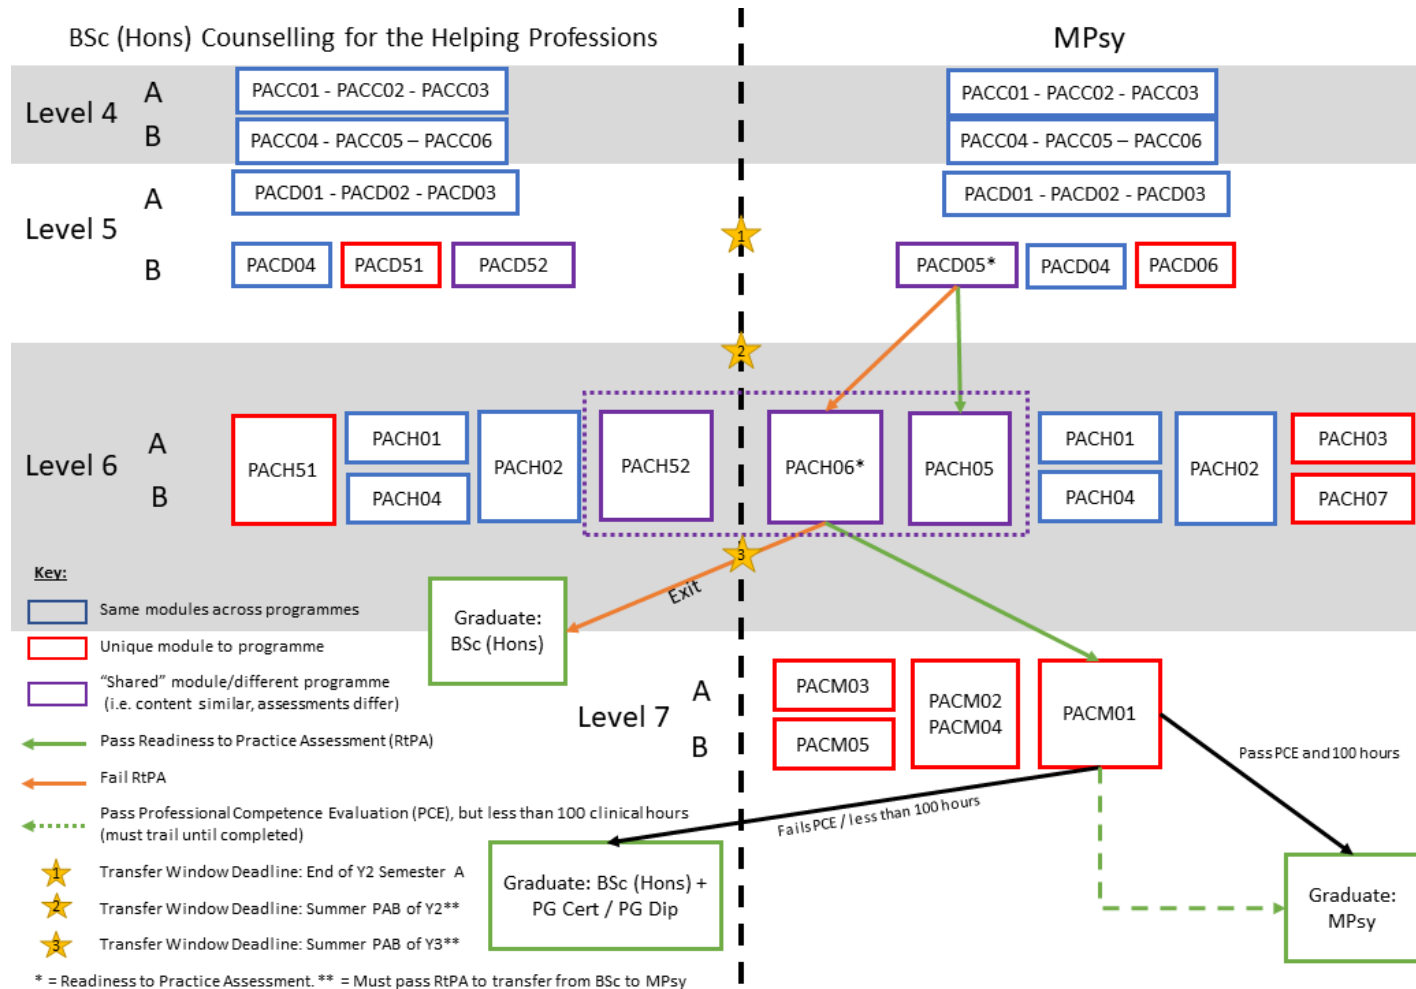 BSc (Hons) Counselling for the Helping Professions
MPsy
Level 4
A
PACC01 - PACC02 - PACC03
PACC01 - PACC02 - PACC03
B
PACC04 - PACC05 – PACC06
PACC04 - PACC05 – PACC06
Level 5
A
PACD01 - PACD02 - PACD03
PACD01 - PACD02 - PACD03
1
B
PACD04
PACD51
PACD52
PACD05*
PACD04
PACD06
2
Level 6
A
B
PACH51
PACH01
PACH04
PACH02
PACH52
PACH06*
PACH05
PACH01
PACH04
PACH02
PACH03
PACH07
3
Exit
Graduate:
BSc (Hons)
Key:
Same modules across programmes
Unique module to programme
“Shared” module/different programme
(i.e. content similar, assessments differ)
Pass Readiness to Practice Assessment (RtPA)
Fail RtPA
Pass Professional Competence Evaluation (PCE), but less than 100 clinical hours
(must trail until completed)
1
Transfer Window Deadline: End of Y2 Semester A
2
Transfer Window Deadline: Summer PAB of Y2**
3
Transfer Window Deadline: Summer PAB of Y3**
* = Readiness to Practice Assessment. ** = Must pass RtPA to transfer from BSc to MPsy
Level 7
A
B
PACM03
PACM05
PACM02
PACM04
PACM01
Pass PCE and 100 hours
Fails PCE / less than 100 hours
Graduate: BSc (Hons) +
PG Cert / PG Dip
Graduate:
MPsy